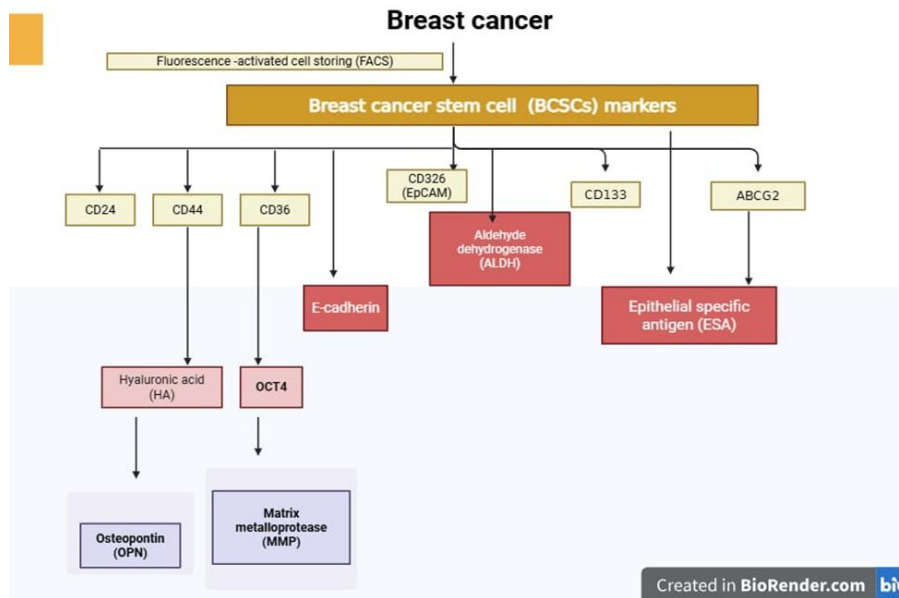 Breast cancer
Fluorescence -activated cell storing (FACS)
Breast cancer stem cell (BCSCs) markers
CD24
CD44
CD36
CD326
(EpCAM)
CD133
ABCG2
Aldehyde
dehydrogenase
(ALDH)
E-cadherin
Epithelial specific
antigen (ESA)
Hyaluronic acid
(HA)
OCT4
Osteopontin
(OPN)
Matrix
metalloprotease
(MMP)
Created in BioRender.com